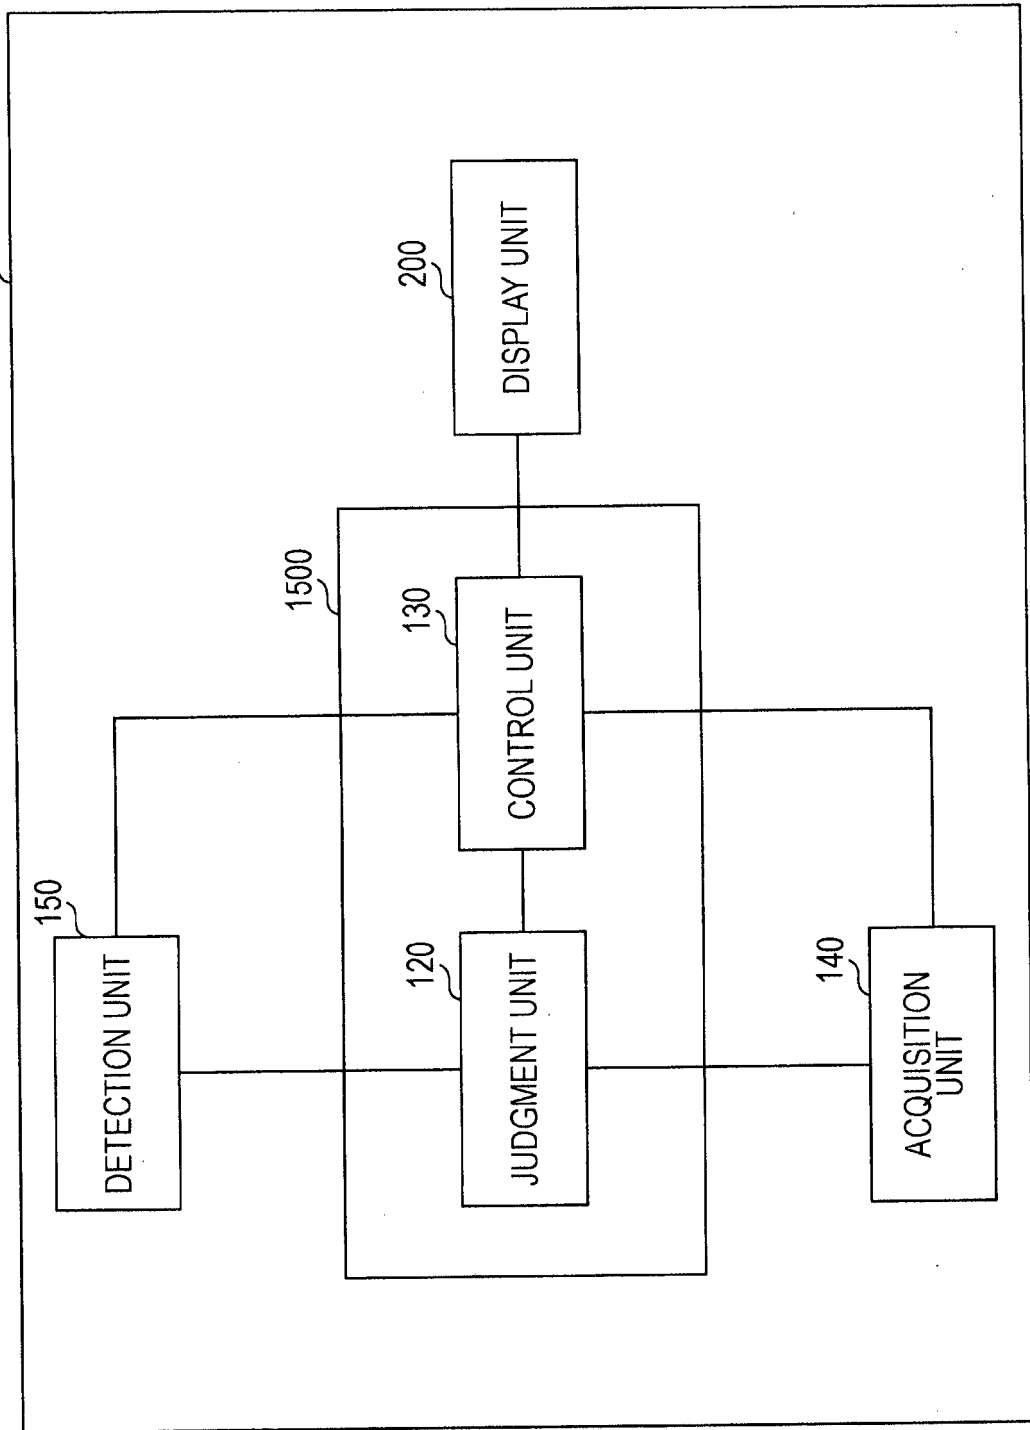 150
DETECTION UNIT
1500
120
JUDGMENT UNIT
130
CONTROL UNIT
200
DISPLAY UNIT
140
ACQUISITION
UNIT